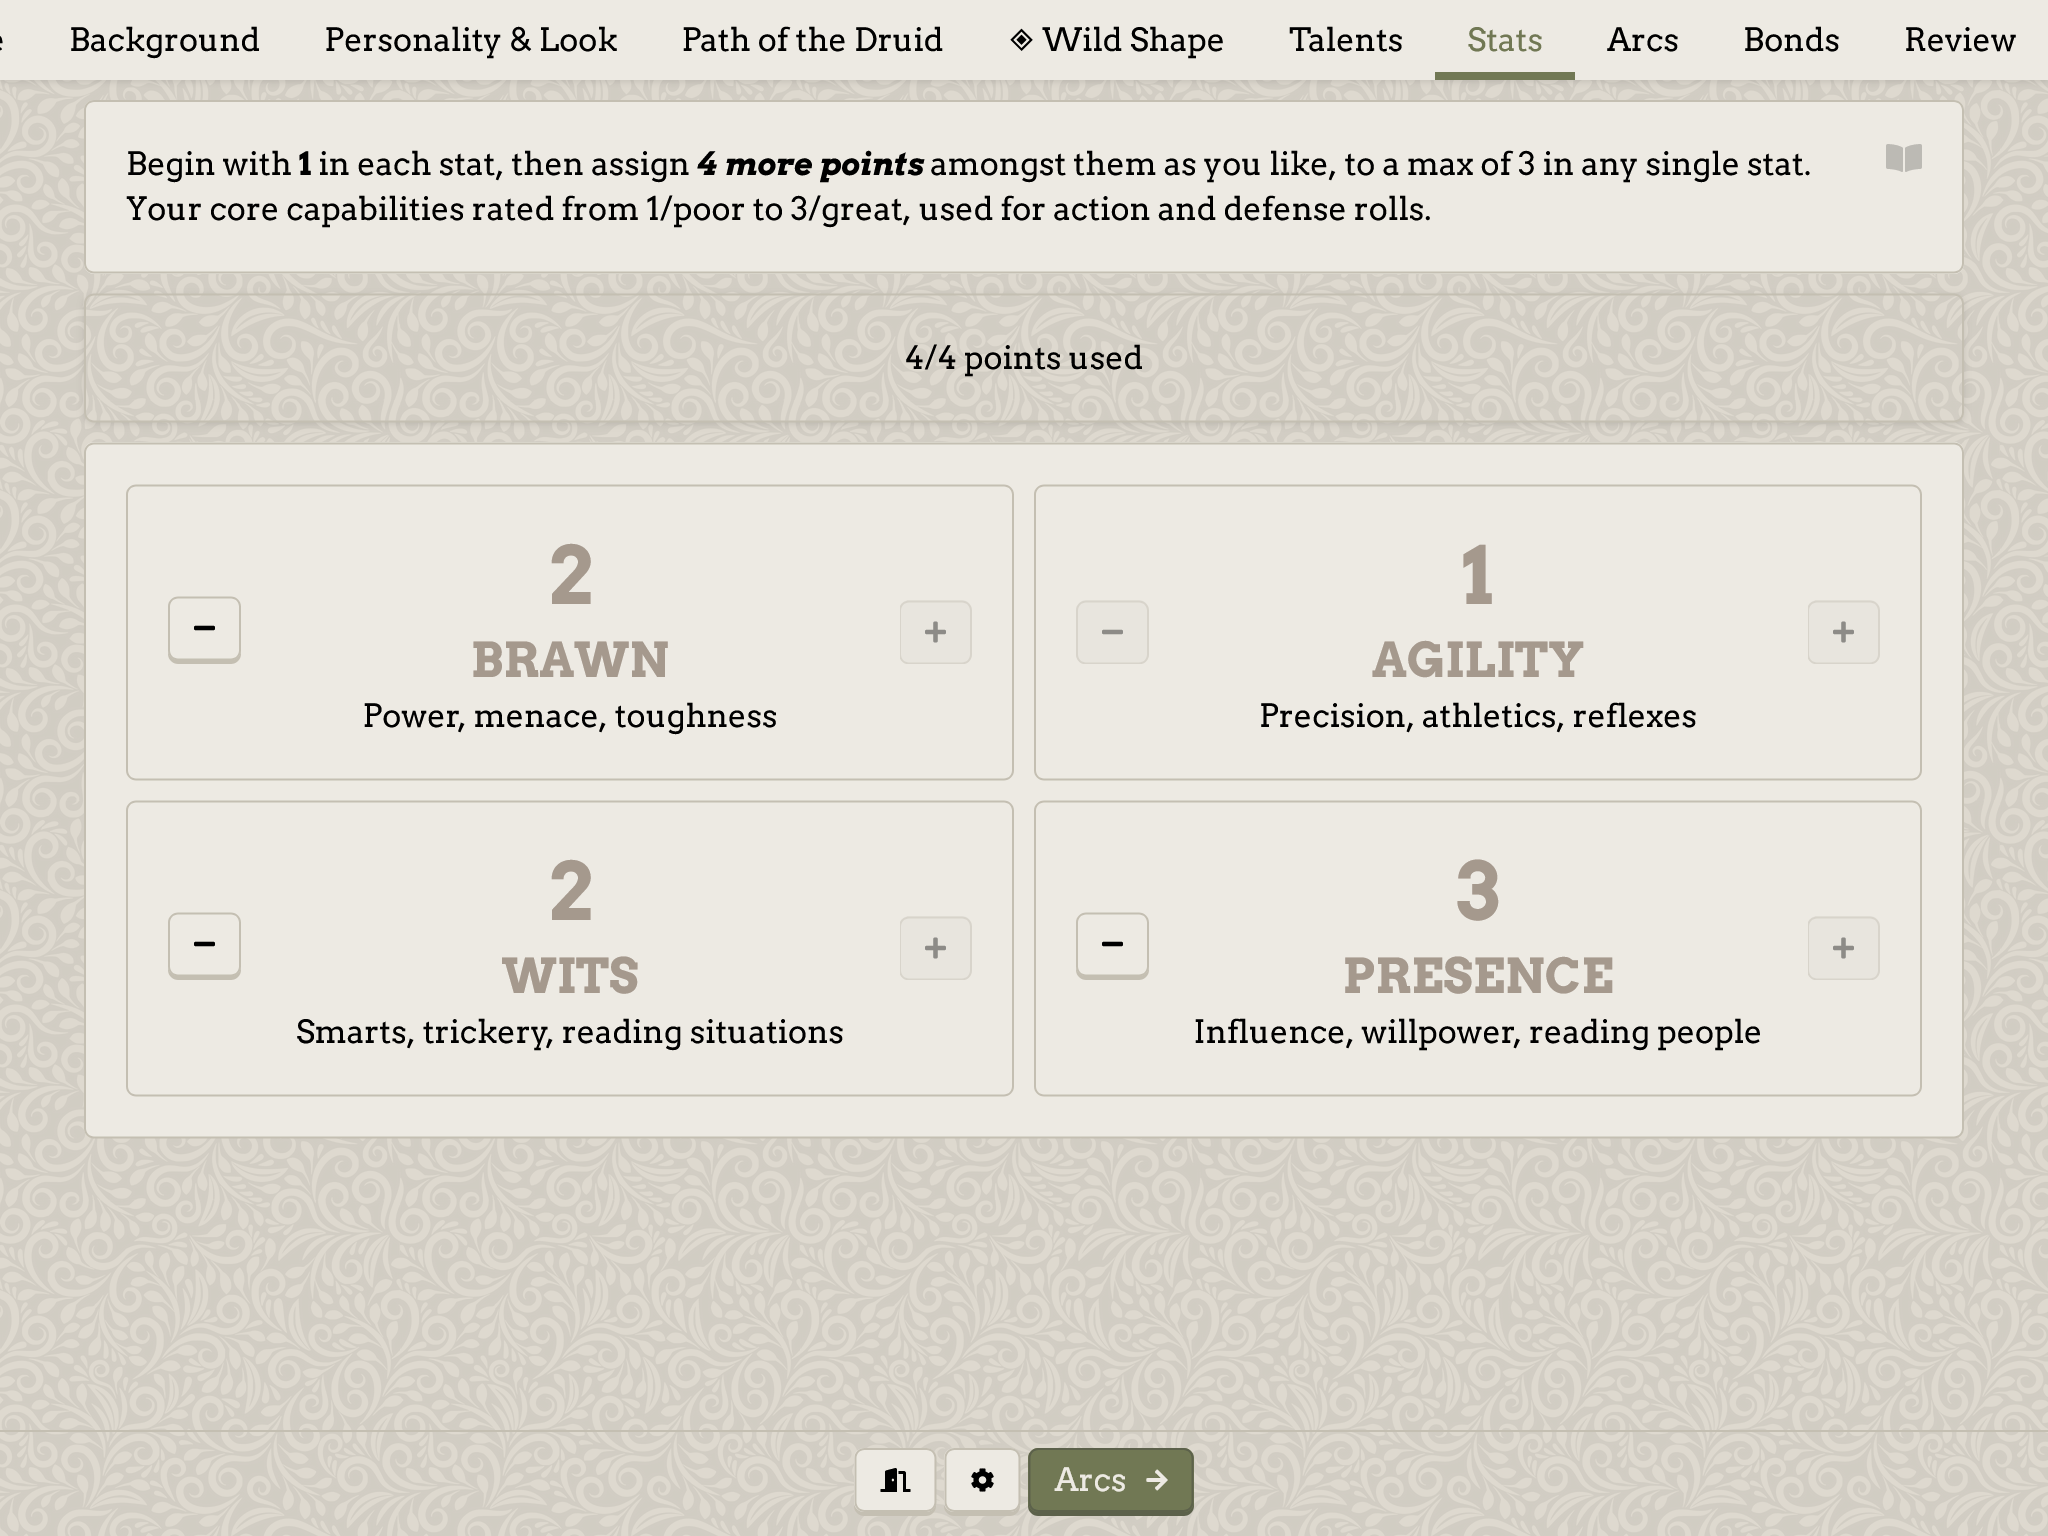 Background Personality & Look Path of the Druid Wild Shape Talents Stats Arcs Bonds Review
Begin with 1 in each stat, then assign 4 more points amongst them as you like, to a max of 3 in any single stat.
Your core capabilities rated from 1/poor to 3/great, used for action and defense rolls.
4/4 points used
2
BRAWN
Power, menace, toughness
1
AGILITY
Precision, athletics, reflexes
2
WITS
Smarts, trickery, reading situations
3
PRESENCE
Influence, willpower, reading people
Arcs